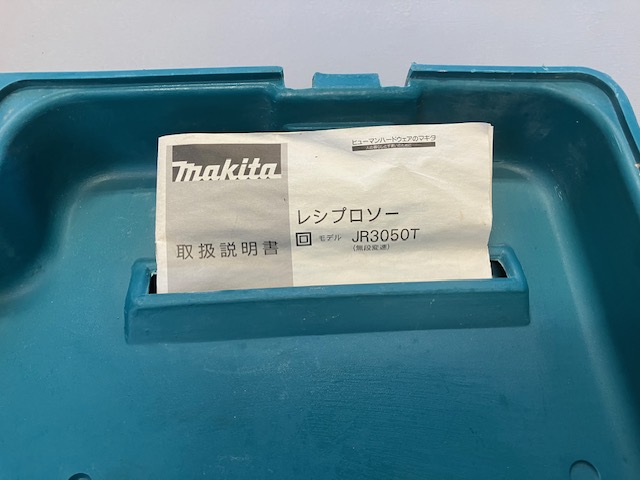 ヒューマンハードウェアのマキタ
makita
レシプロソー
取扱説明書
回 モデル JR3050T
(無段変速)